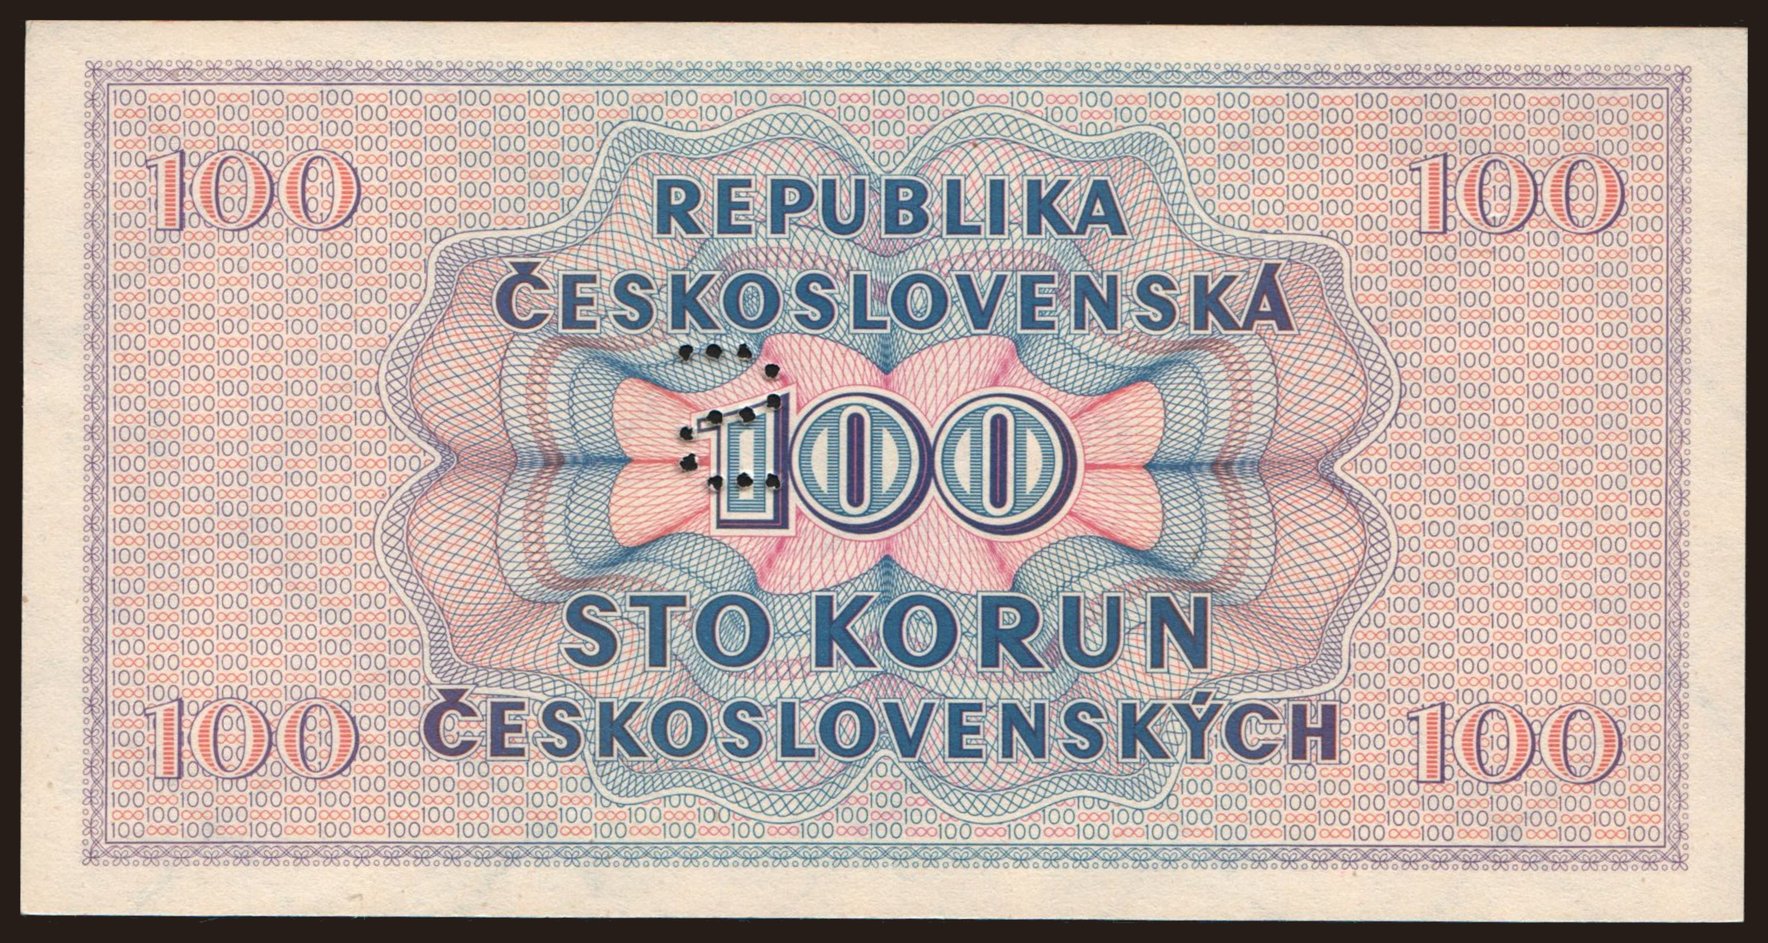 100 100
REPUBLIKA
ČESKOSLOVENSKÁ
100
STO KORUN
ČESKOSLOVENSKÝCH
100 100